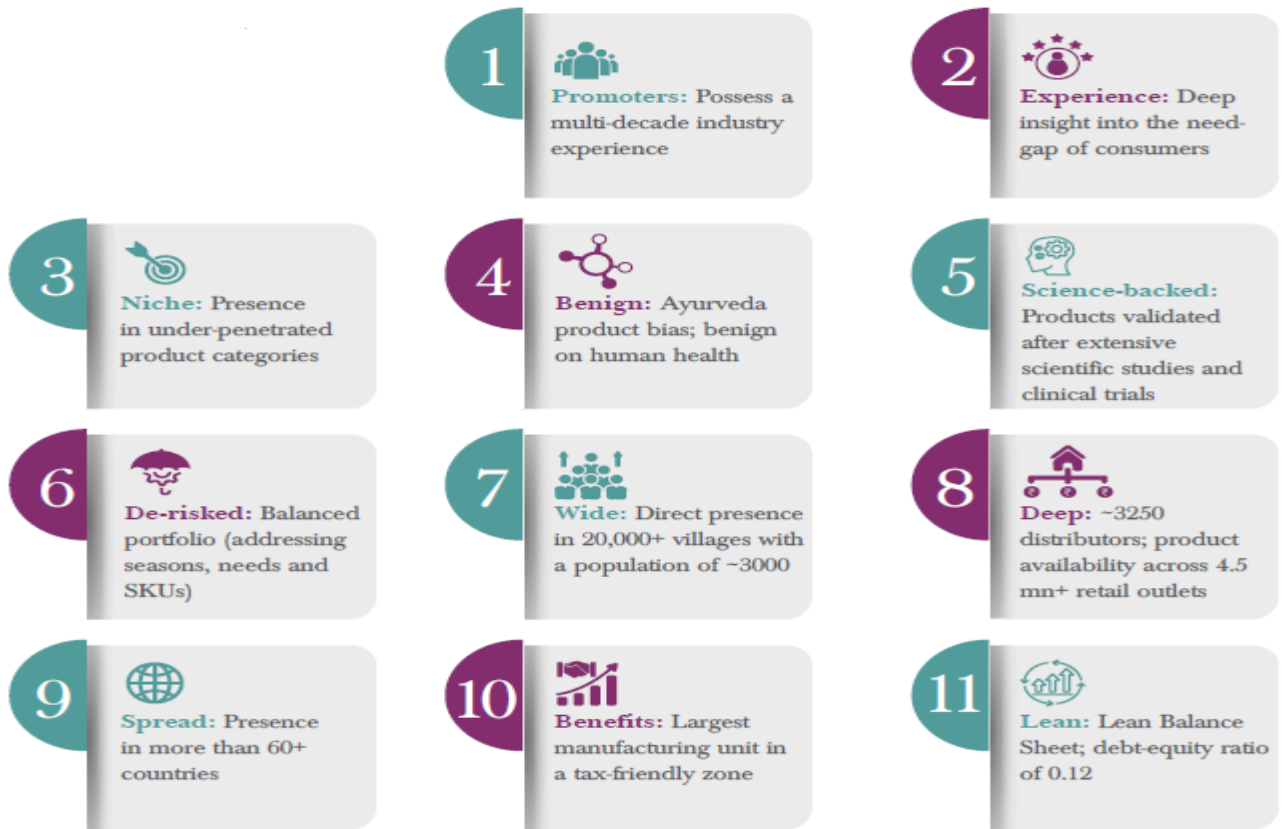 1
Promoters: Possess a
multi-decade industry
experience
2
Experience: Deep
insight into the need-
gap of consumers
3
Niche: Presence
in under-penetrated
product categories
4
Benign: Ayurveda
product bias; benign
on human health
5
Science-backed:
Products validated
after extensive
scientific studies and
clinical trials
6
De-risked: Balanced
portfolio (addressing
seasons, needs and
SKUs)
7
Wide: Direct presence
in 20,000+ villages with
a population of ~3000
8
Deep: ~3250
distributors; product
availability across 4.5
mn+ retail outlets
9
Spread: Presence
in more than 60+
countries
10
Benefits: Largest
manufacturing unit in
a tax-friendly zone
11
Lean: Lean Balance
Sheet; debt-equity ratio
of 0.12